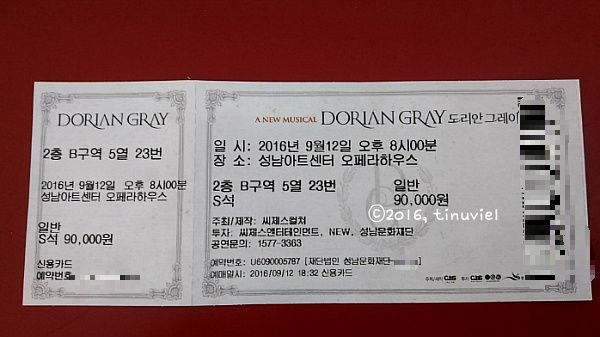 DORIAN GRAY
2층 B구역 5열 23번
2016년 9월12일 오후 8시00분
성남아트센터 오페라하우스
일반
S석 90,000원
신용카드
예약번호:
A NEW MUSICAL DORIAN GRAY 도리안 그레이
일 시: 2016년 9월12일 오후 8시00분
장 소: 성남아트센터 오페라하우스
2층 B구역 5열 23번 일반
S석 90,000원
©2016, tinuviel
주최/제작: 씨제스컬쳐
투자: 씨제스엔터테인먼트, NEW, 성남문화재단
공연문의: 1577-3363
예약번호: U6090005787 [재단법인 성남문화재단
예매일시: 2016/09/12 18:32 신용카드
주최/제작 CJES 투자 CJES